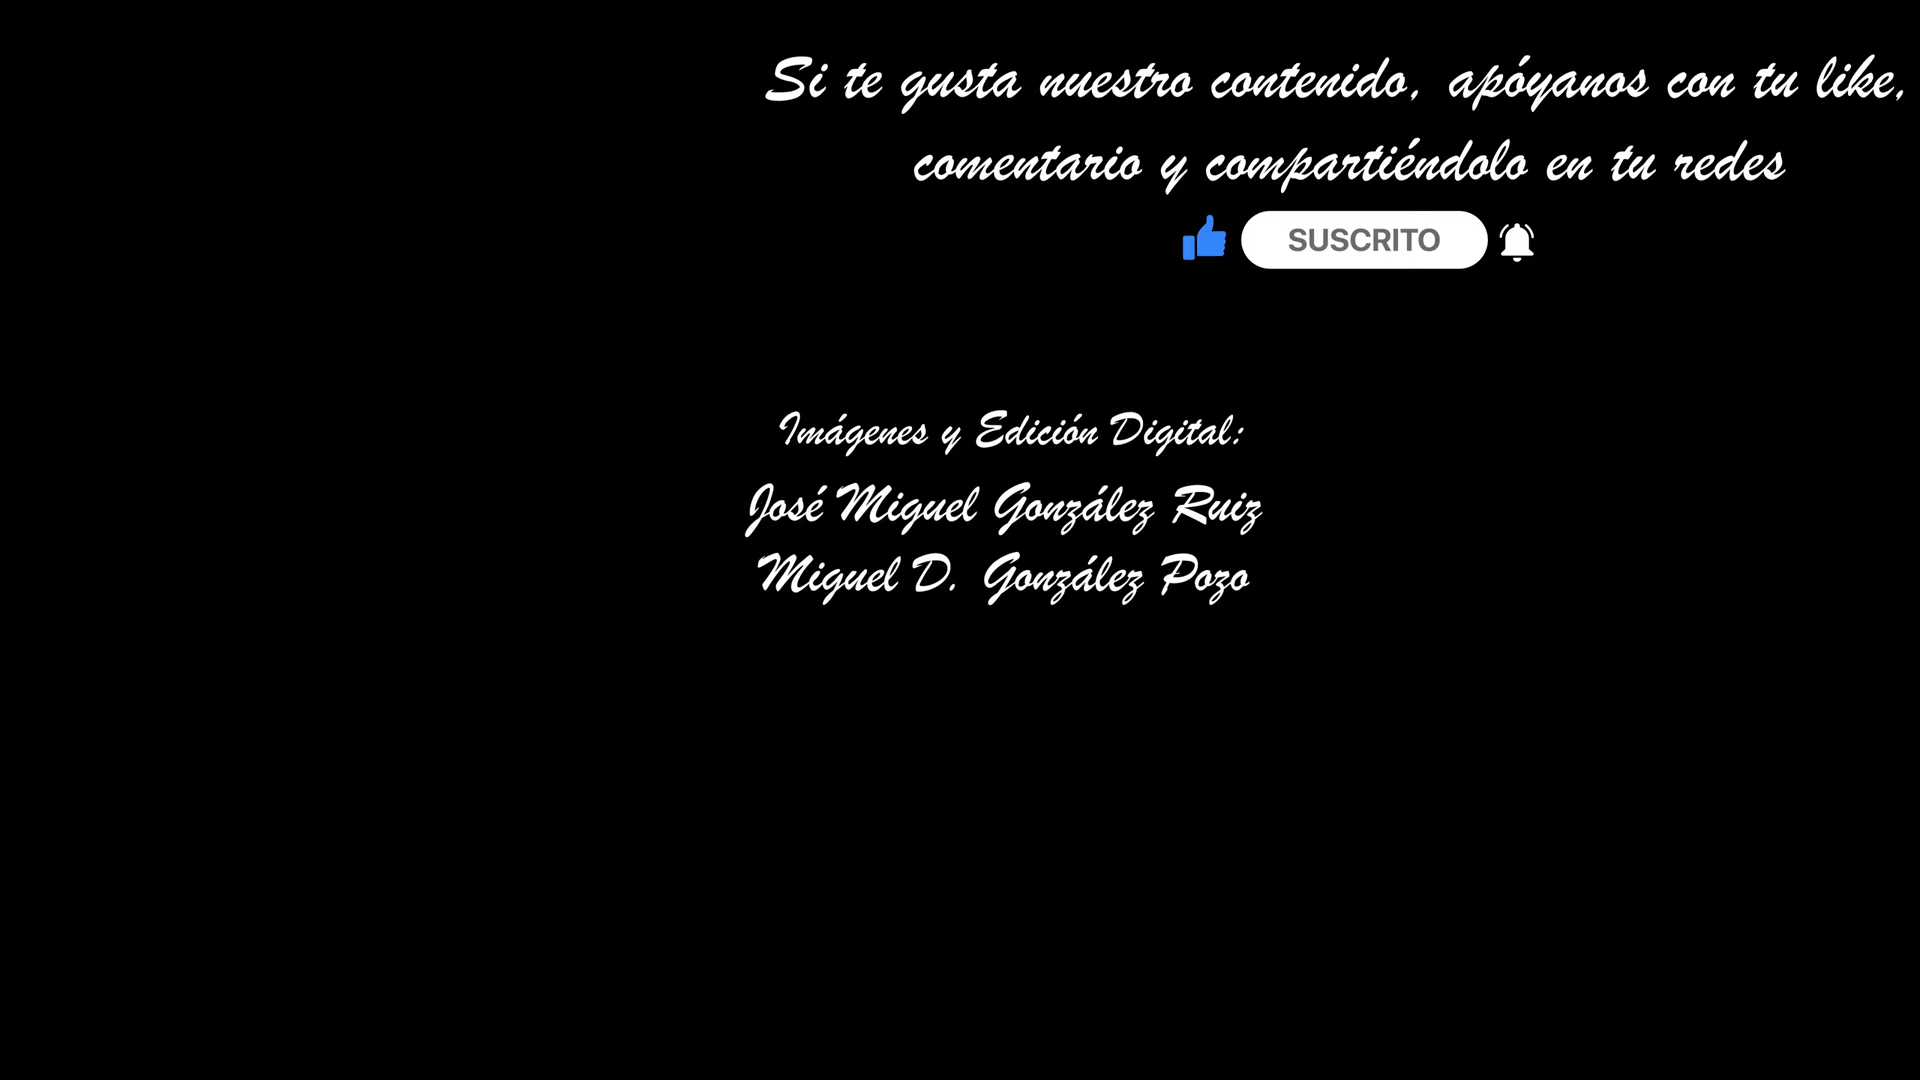 Si te gusta nuestro contenido, apóyanos con tu like,
comentario y compartiéndolo en tu redes
SUSCRITO
Imágenes y Edición Digital:
José Miguel González Ruiz
Miguel D. González Pozo